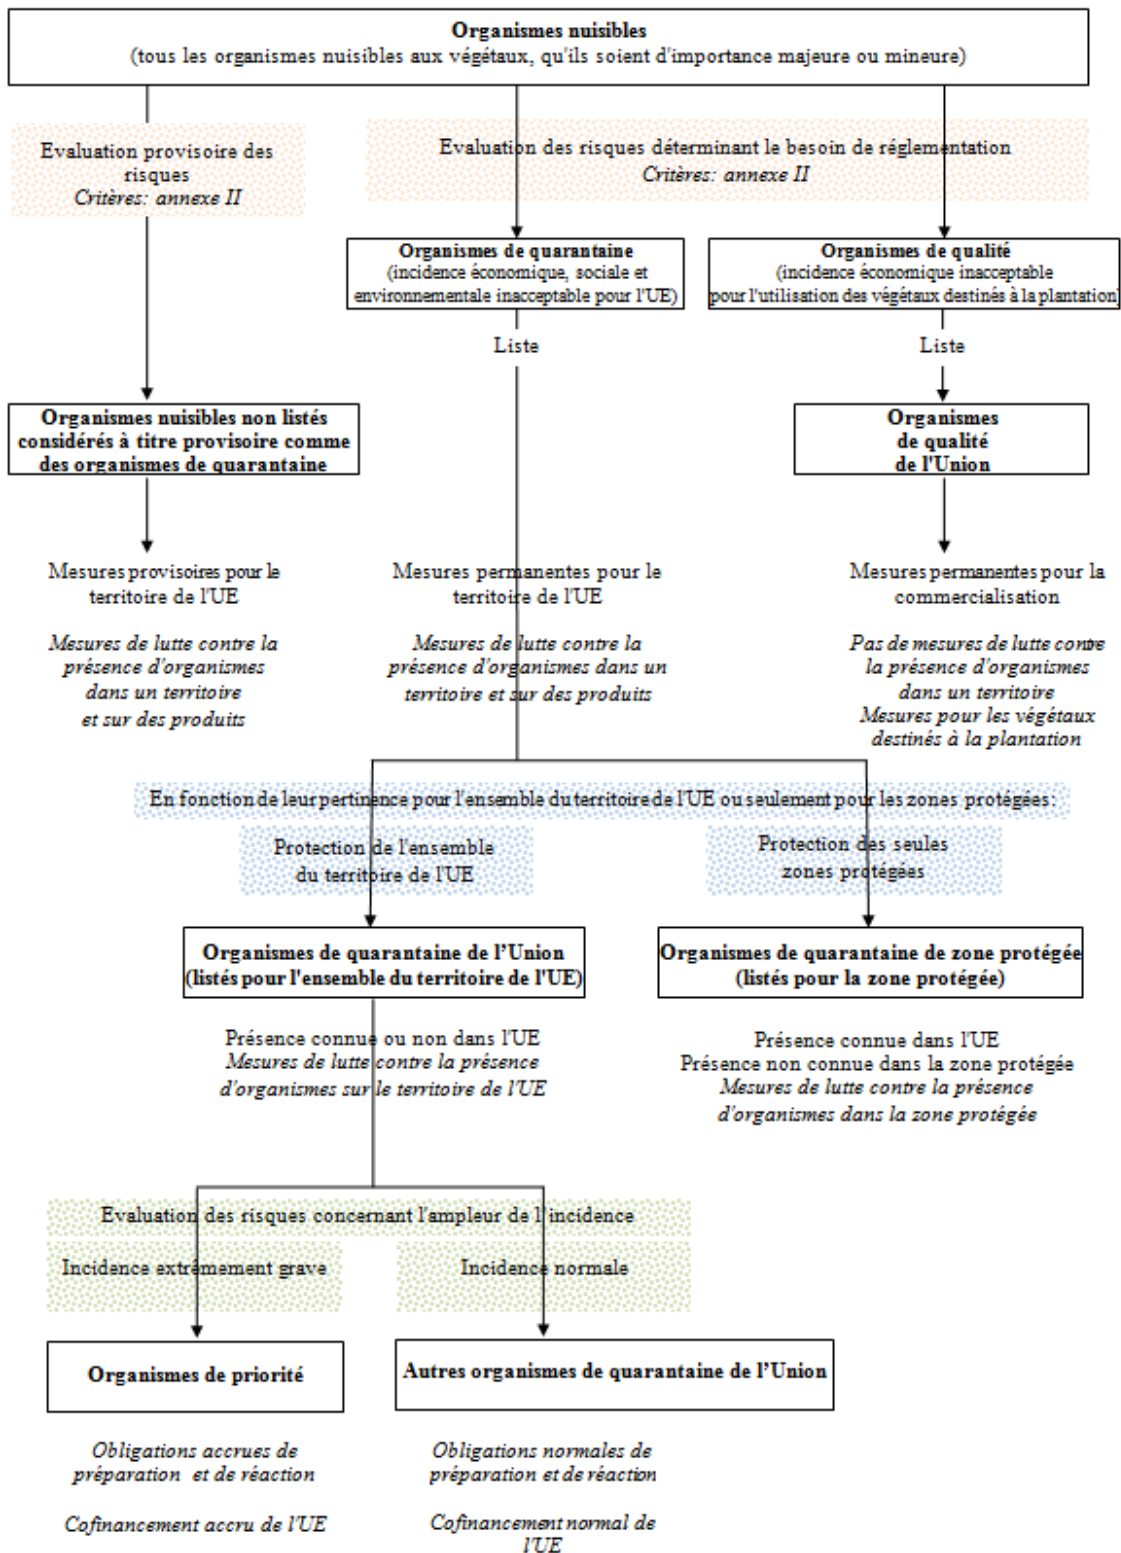 Organismes nuisibles
(tous les organismes nuisibles aux végétaux, qu'ils soient d'importance majeure ou mineure)
Evaluation provisoire des
risques
Critères: annexe II
Evaluation des risques déterminant le besoin de réglementation
Critères: annexe II
Organismes de quarantaine
(incidence économique, sociale et
environnementale inacceptable pour l'UE)
Organismes de qualité
(incidence économique inacceptable
pour l'utilisation des végétaux destinés à la plantation)
Liste
Liste
Organismes nuisibles non listés
considérés à titre provisoire comme
des organismes de quarantaine
Organismes
de qualité
de l'Union
Mesures provisoires pour le
territoire de l'UE
Mesures de lutte contre la
présence d'organismes
dans un territoire
et sur des produits
Mesures permanentes pour le
territoire de l'UE
Mesures de lutte contre la
présence d'organismes dans un
territoire et sur des produits
Mesures permanentes pour la
commercialisation
Pas de mesures de lutte contre
la présence d'organismes
dans un territoire
Mesures pour les végétaux
destinés à la plantation
En fonction de leur pertinence pour l'ensemble du territoire de l'UE ou seulement pour les zones protégées:
Protection de l'ensemble
du territoire de l'UE
Protection des seules
zones protégées
Organismes de quarantaine de l’Union
(listés pour l'ensemble du territoire de l'UE)
Organismes de quarantaine de zone protégée
(listés pour la zone protégée)
Présence connue ou non dans l'UE
Mesures de lutte contre la présence
d'organismes sur le territoire de l'UE
Présence connue dans l'UE
Présence non connue dans la zone protégée
Mesures de lutte contre la présence
d'organismes dans la zone protégée
Evaluation des risques concernant l'ampleur de l'incidence
Incidence extrêmement grave
Incidence normale
Organismes de priorité
Autres organismes de quarantaine de l’Union
Obligations accrues de
préparation et de réaction
Cofinancement accru de l'UE
Obligations normales de
préparation et de réaction
Cofinancement normal de
l'UE